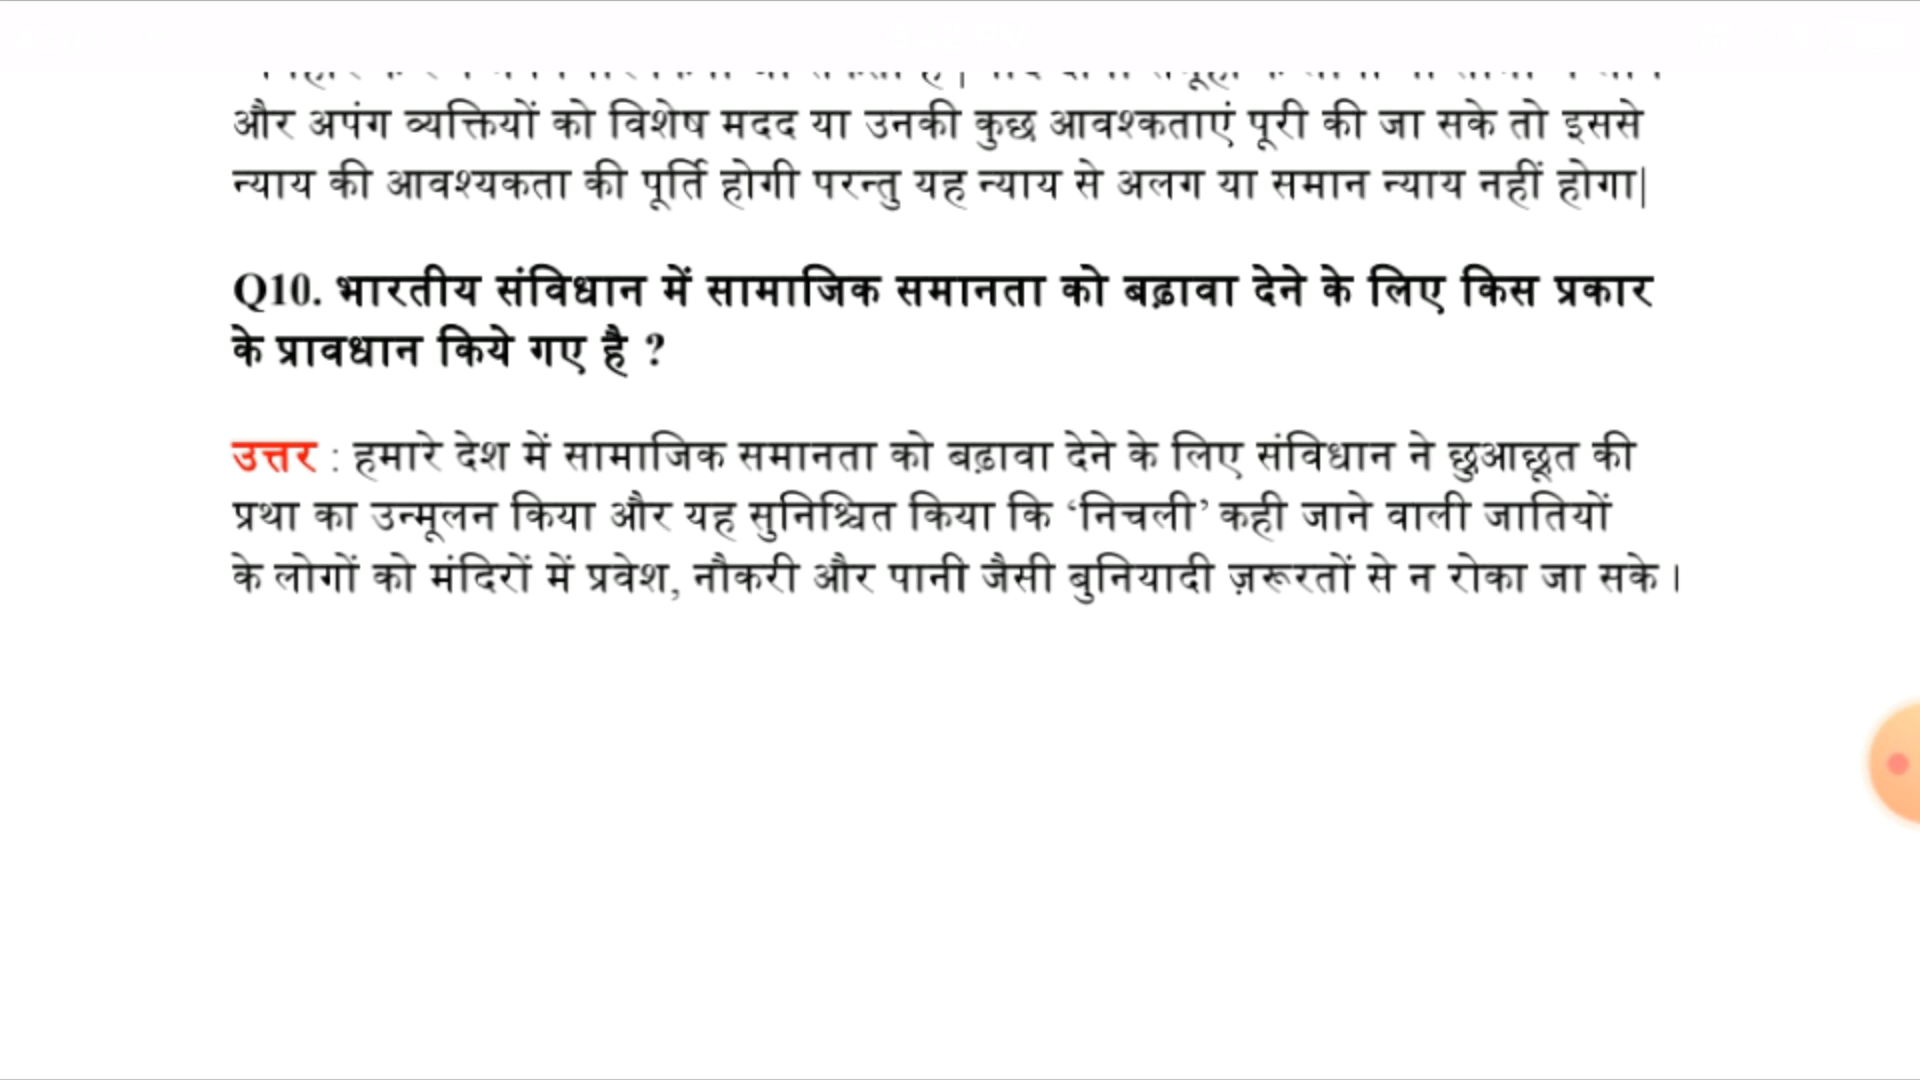 और अपंग व्यक्तियों को विशेष मदद या उनकी कुछ आवश्कताएं पूरी की जा सके तो इससे
न्याय की आवश्यकता की पूर्ति होगी परन्तु यह न्याय से अलग या समान न्याय नहीं होगा|
Q10. भारतीय संविधान में सामाजिक समानता को बढ़ावा देने के लिए किस प्रकार
के प्रावधान किये गए है ?
उत्तर : हमारे देश में सामाजिक समानता को बढ़ावा देने के लिए संविधान ने छुआछूत की
प्रथा का उन्मूलन किया और यह सुनिश्चित किया कि ‘निचली’ कही जाने वाली जातियों
के लोगों को मंदिरों में प्रवेश, नौकरी और पानी जैसी बुनियादी ज़रूरतों से न रोका जा सके ।